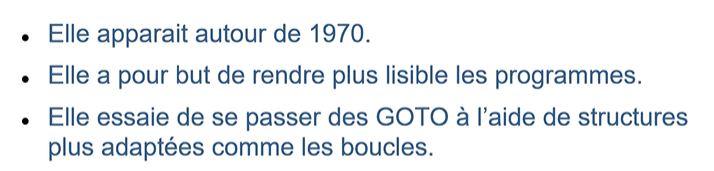 • Elle apparait autour de 1970.
• Elle a pour but de rendre plus lisible les programmes.
• Elle essaie de se passer des GOTO à l’aide de structures
plus adaptées comme les boucles.